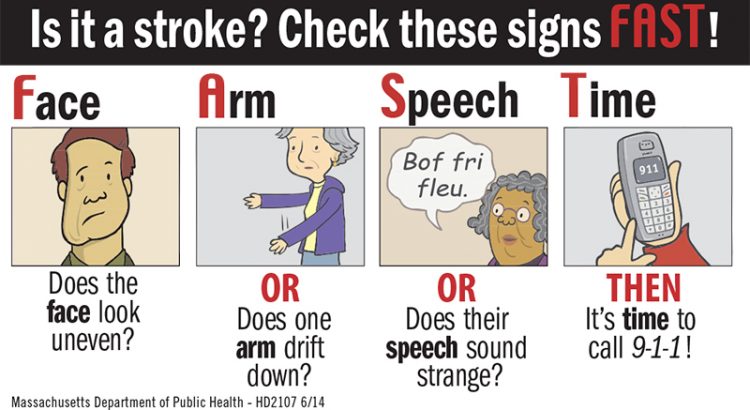 Is it a stroke? Check these signs FAST!
Face
Arm
Speech
Time
Bof fri
fleu.
911
Does the
face look
uneven?
OR
Does one
arm drift
down?
OR
Does their
speech sound
strange?
THEN
It's time to
call 9-1-1!
Massachusetts Department of Public Health - HD2107 6/14